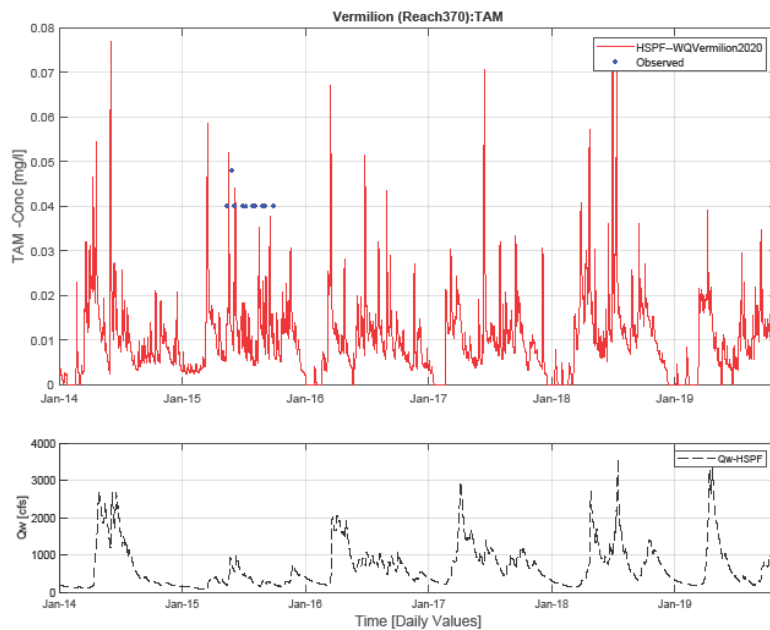 Vermilion (Reach370):TAM
HSPF--WQVermilion2020
Observed
TAM -Conc [mg/l]
0.08
0.07
0.06
0.05
0.04
0.03
0.02
0.01
0
Jan-14 Jan-15 Jan-16 Jan-17 Jan-18 Jan-19
Qw-HSPF
Qw [cfs]
4000
3000
2000
1000
0
Jan-14 Jan-15 Jan-16 Jan-17 Jan-18 Jan-19
Time [Daily Values]